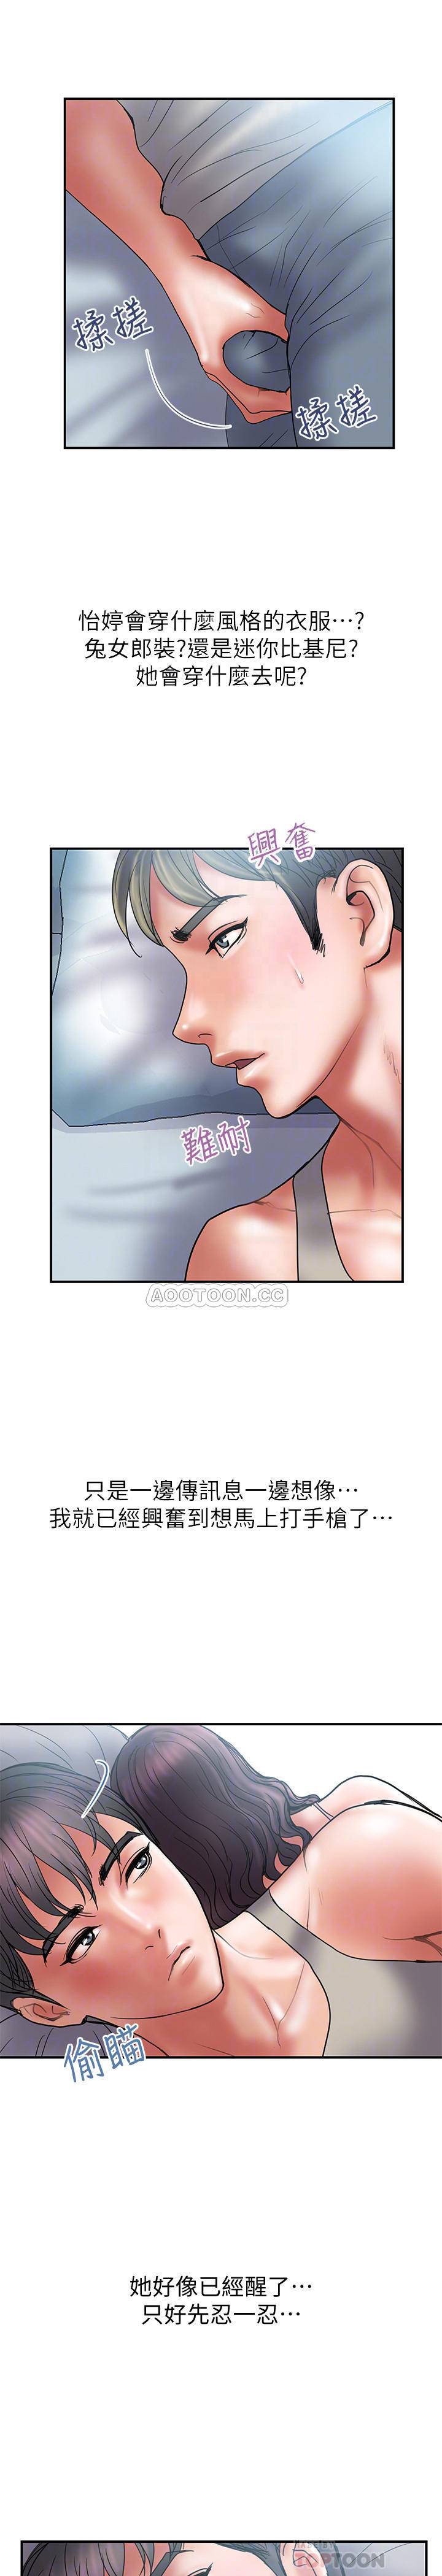 揉搓
揉搓
怡婷會穿什麼風格的衣服…?
兔女郎裝?還是迷你比基尼?
她會穿什麼去呢?
興奮
難耐
AOOTOON.CC
只是一邊傳訊息一邊想像…
我就已經興奮到想馬上打手槍了…
偷瞄
她好像已經醒了…
只好先忍一忍…